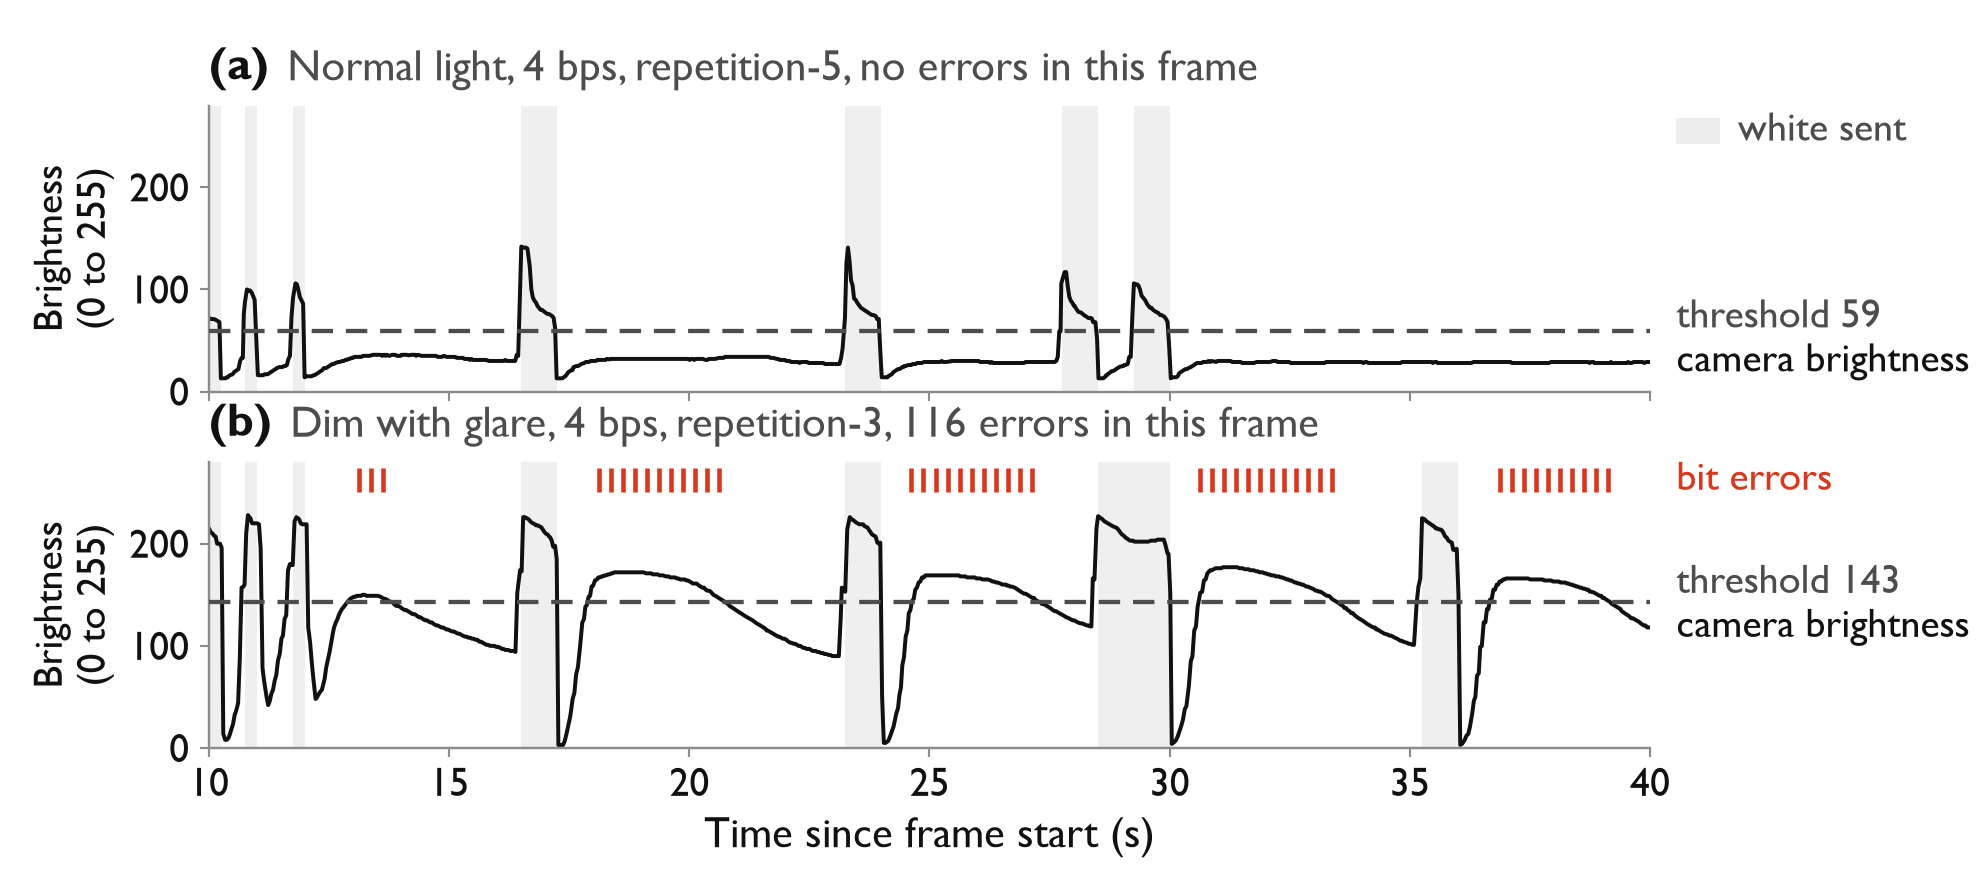 (a) Normal light, 4 bps, repetition-5, no errors in this frame
white sent
Brightness
(0 to 255)
200
100
0
threshold 59
camera brightness
(b) Dim with glare, 4 bps, repetition-3, 116 errors in this frame
bit errors
Brightness
(0 to 255)
200
100
0
threshold 143
camera brightness
10 15 20 25 30 35 40
Time since frame start (s)